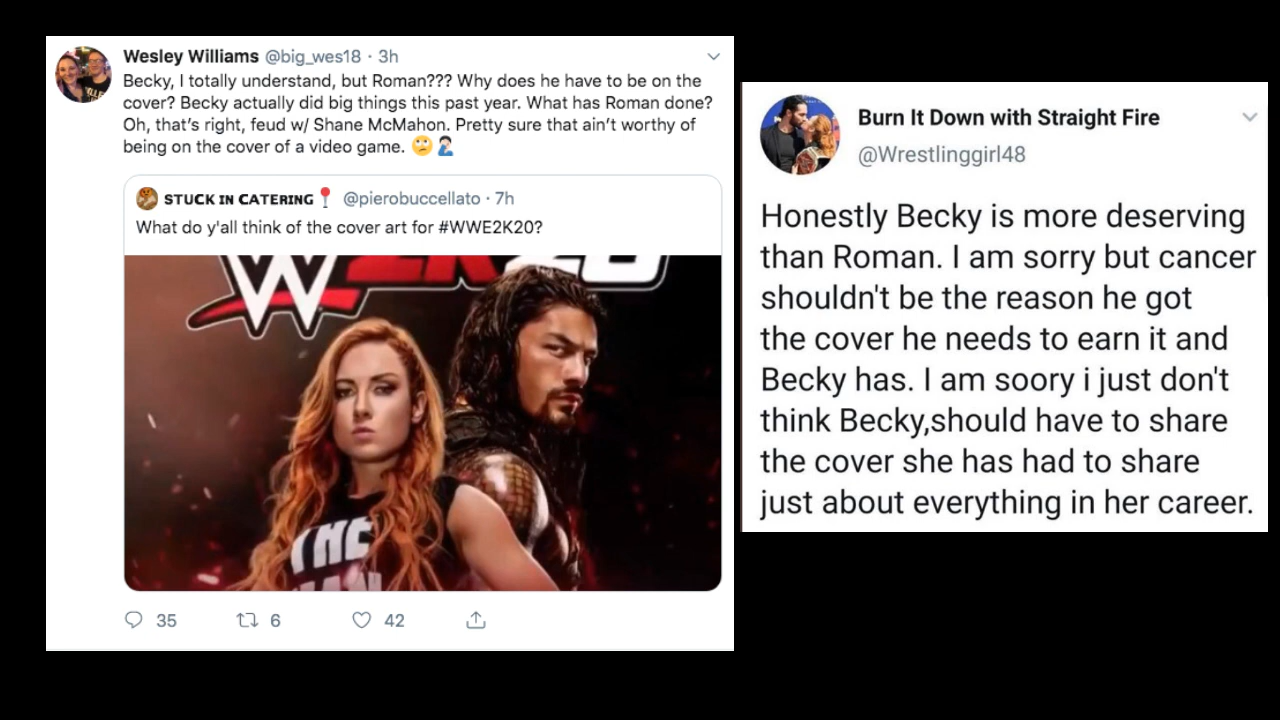 Wesley Williams @big_wes18 · 3h
Becky, I totally understand, but Roman??? Why does he have to be on the
cover? Becky actually did big things this past year. What has Roman done?
Oh, that's right, feud w/ Shane McMahon. Pretty sure that ain't worthy of
being on the cover of a video game. 🙄🤦🏻‍♂️
STUCK IN CATERING📍 @pierobuccellato · 7h
What do y'all think of the cover art for #WWE2K20?
W 2K20
THE
MAN
35 6 42
Burn It Down with Straight Fire
@Wrestlinggirl48
Honestly Becky is more deserving
than Roman. I am sorry but cancer
shouldn't be the reason he got
the cover he needs to earn it and
Becky has. I am soory i just don't
think Becky,should have to share
the cover she has had to share
just about everything in her career.